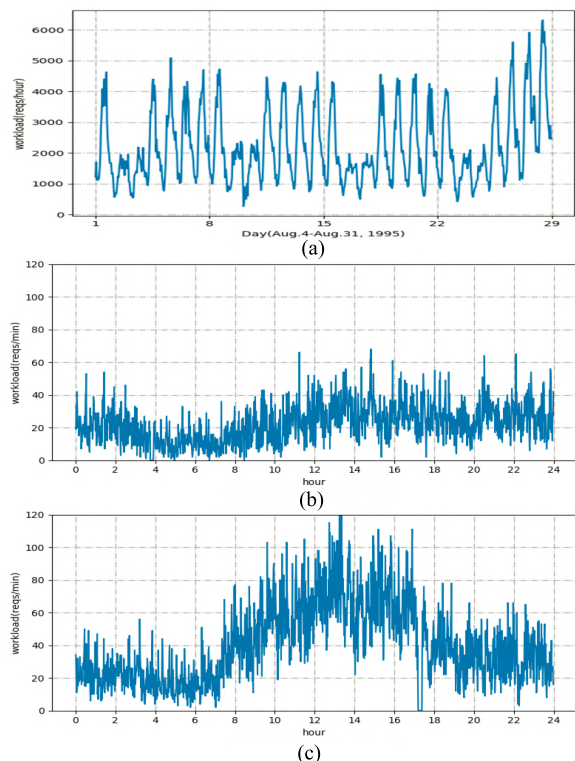 workload(reqs/hour)
6000
5000
4000
3000
2000
1000
0
1 8 15 22 29
Day(Aug.4-Aug.31, 1995)
(a)
workload(reqs/min)
120
100
80
60
40
20
0
0 2 4 6 8 10 12 14 16 18 20 22 24
hour
(b)
workload(reqs/min)
120
100
80
60
40
20
0
0 2 4 6 8 10 12 14 16 18 20 22 24
hour
(c)